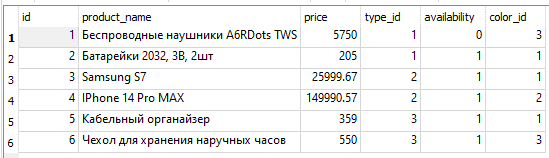 id product_name price type_id availability color_id
1 1 Беспроводные наушники A6RDots TWS 5750 1 0 3
2 2 Батарейки 2032, 3В, 2шт 205 1 1 1
3 3 Samsung S7 25999.67 2 1 1
4 4 IPhone 14 Pro MAX 149990.57 2 1 2
5 5 Кабельный органайзер 359 3 1 1
6 6 Чехол для хранения наручных часов 550 3 1 3